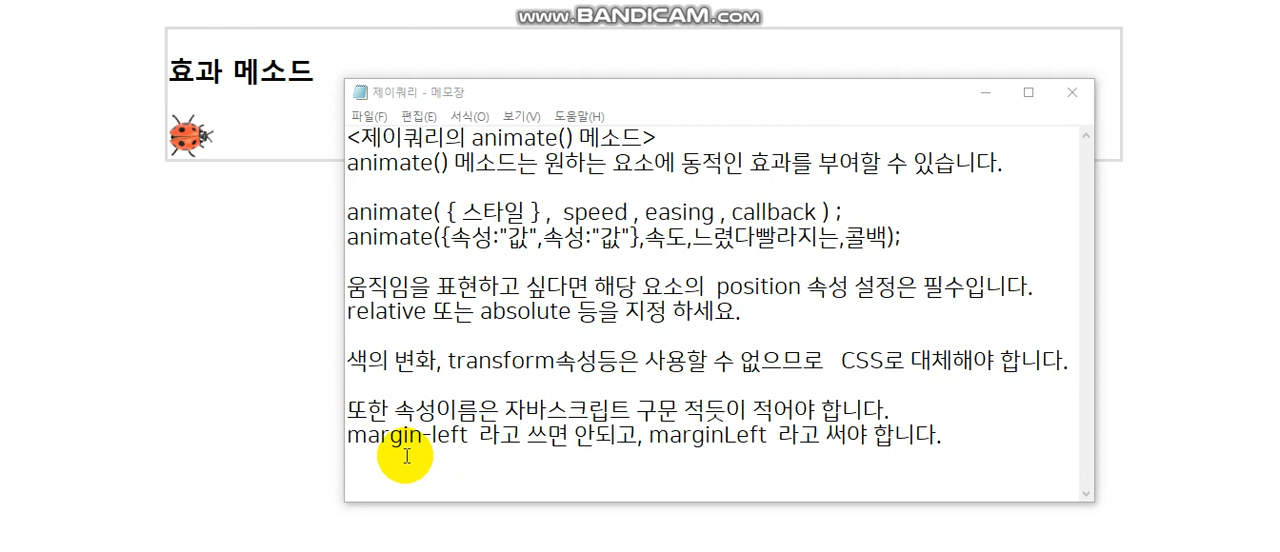 www.BANDICAM.com
효과 메소드
제이쿼리 - 메모장
파일(F) 편집(E) 서식(O) 보기(V) 도움말(H)
<제이쿼리의 animate() 메소드>
animate() 메소드는 원하는 요소에 동적인 효과를 부여할 수 있습니다.
animate( { 스타일 } , speed , easing , callback ) ;
animate({속성:"값",속성:"값"},속도,느렸다빨라지는,콜백);
움직임을 표현하고 싶다면 해당 요소의 position 속성 설정은 필수입니다.
relative 또는 absolute 등을 지정 하세요.
색의 변화, transform속성등은 사용할 수 없으므로 CSS로 대체해야 합니다.
또한 속성이름은 자바스크립트 구문 적듯이 적어야 합니다.
margin-left 라고 쓰면 안되고, marginLeft 라고 써야 합니다.